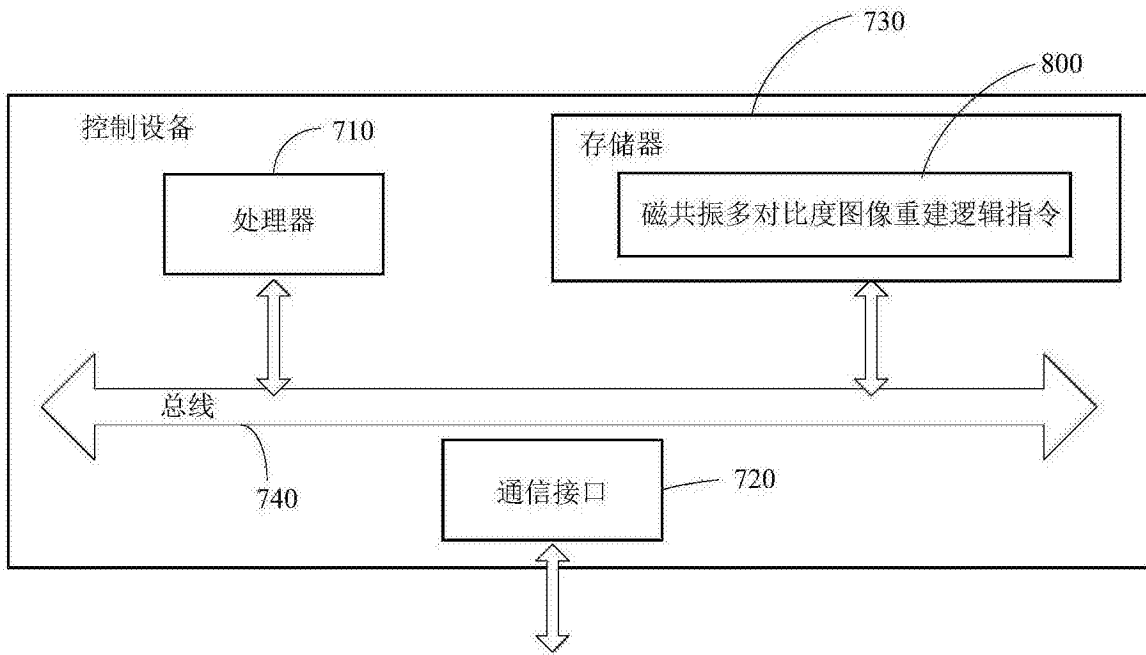 730
800
控制设备
710
存储器
处理器
磁共振多对比度图像重建逻辑指令
总线
740
通信接口
720